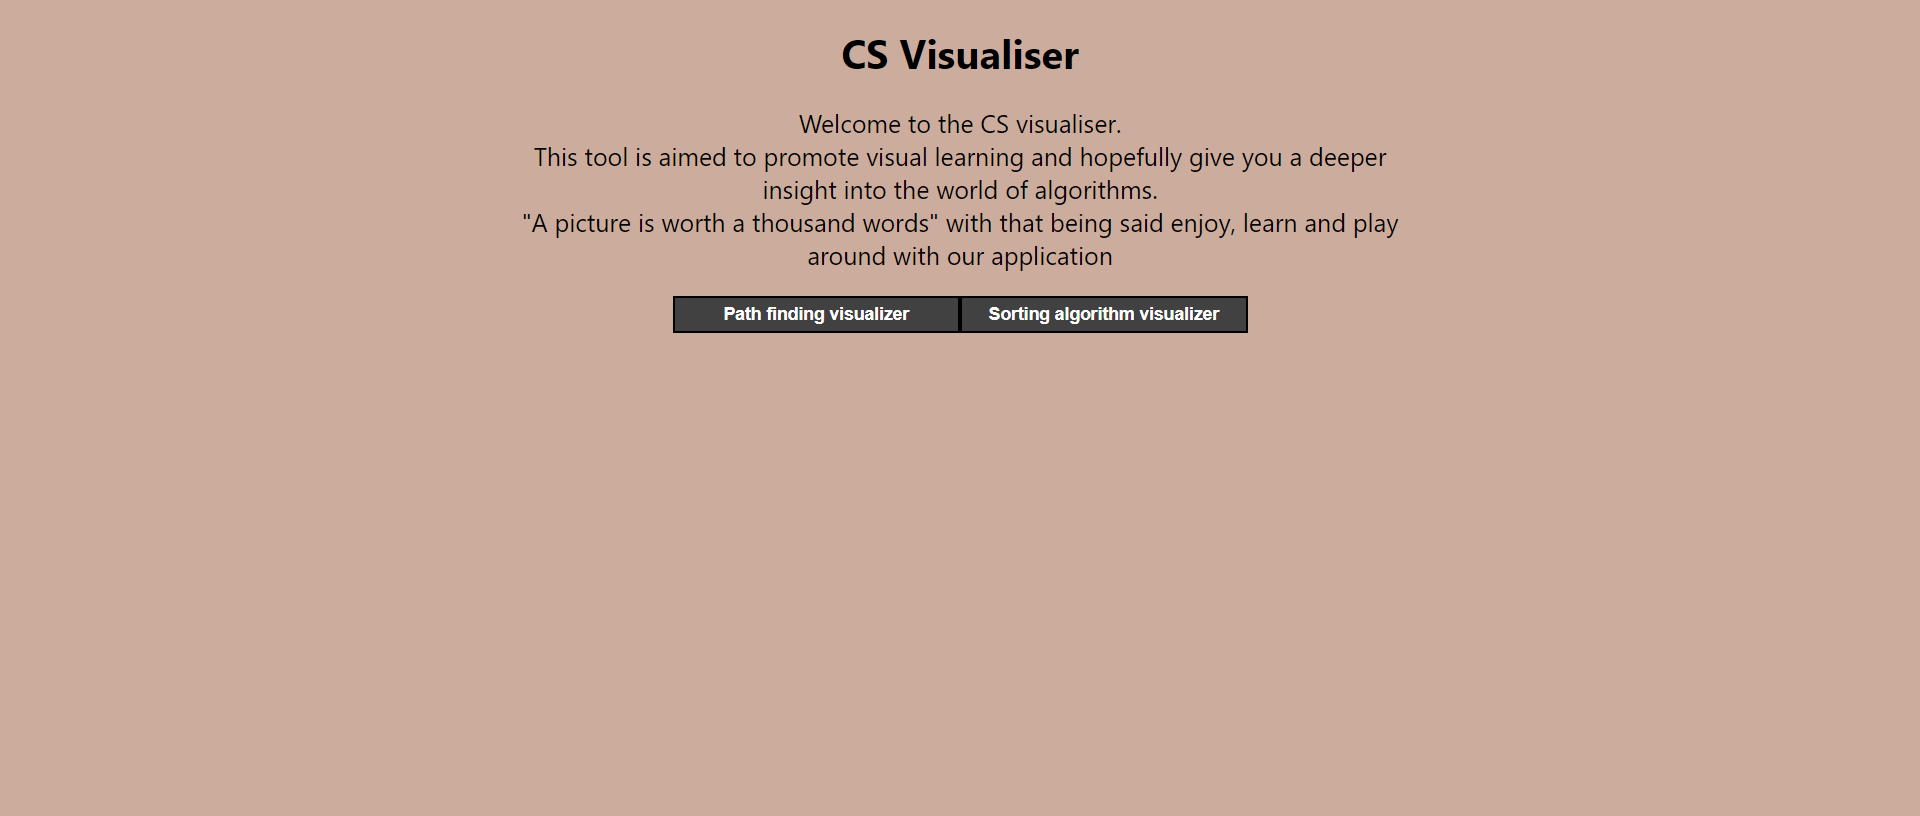 CS Visualiser
Welcome to the CS visualiser.
This tool is aimed to promote visual learning and hopefully give you a deeper
insight into the world of algorithms.
"A picture is worth a thousand words" with that being said enjoy, learn and play
around with our application
Path finding visualizer
Sorting algorithm visualizer